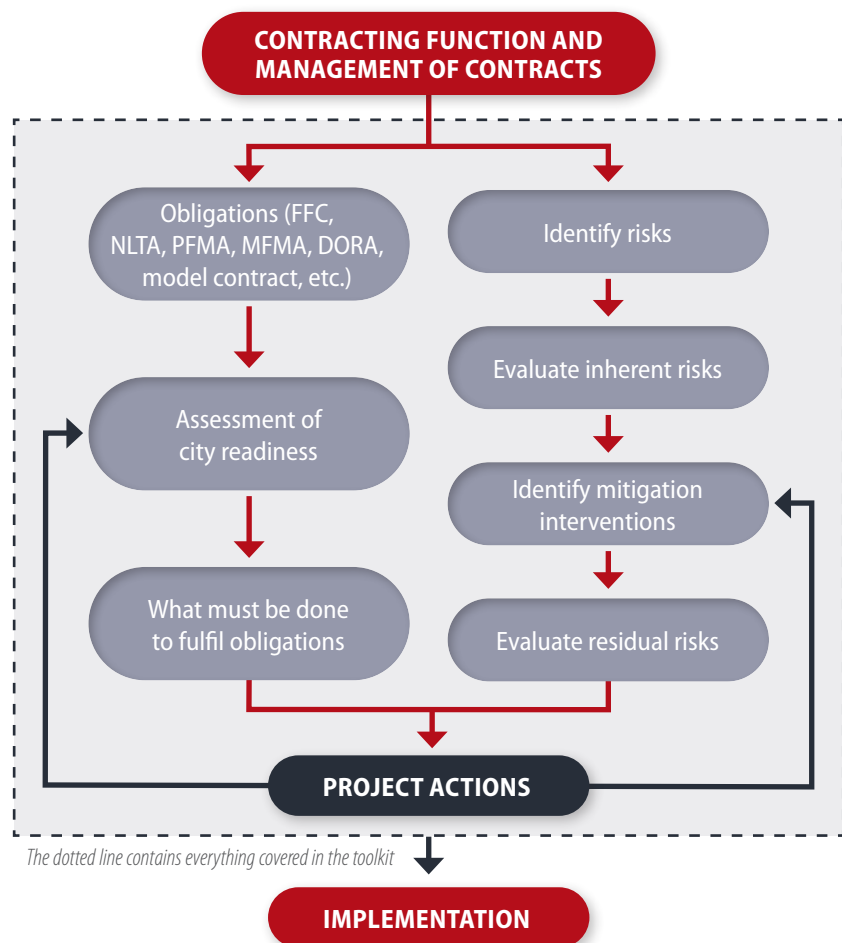 CONTRACTING FUNCTION AND
MANAGEMENT OF CONTRACTS
Obligations (FFC,
NLTA, PFMA, MFMA, DORA,
model contract, etc.)
Assessment of
city readiness
What must be done
to fulfil obligations
Identify risks
Evaluate inherent risks
Identify mitigation
interventions
Evaluate residual risks
PROJECT ACTIONS
The dotted line contains everything covered in the toolkit
IMPLEMENTATION